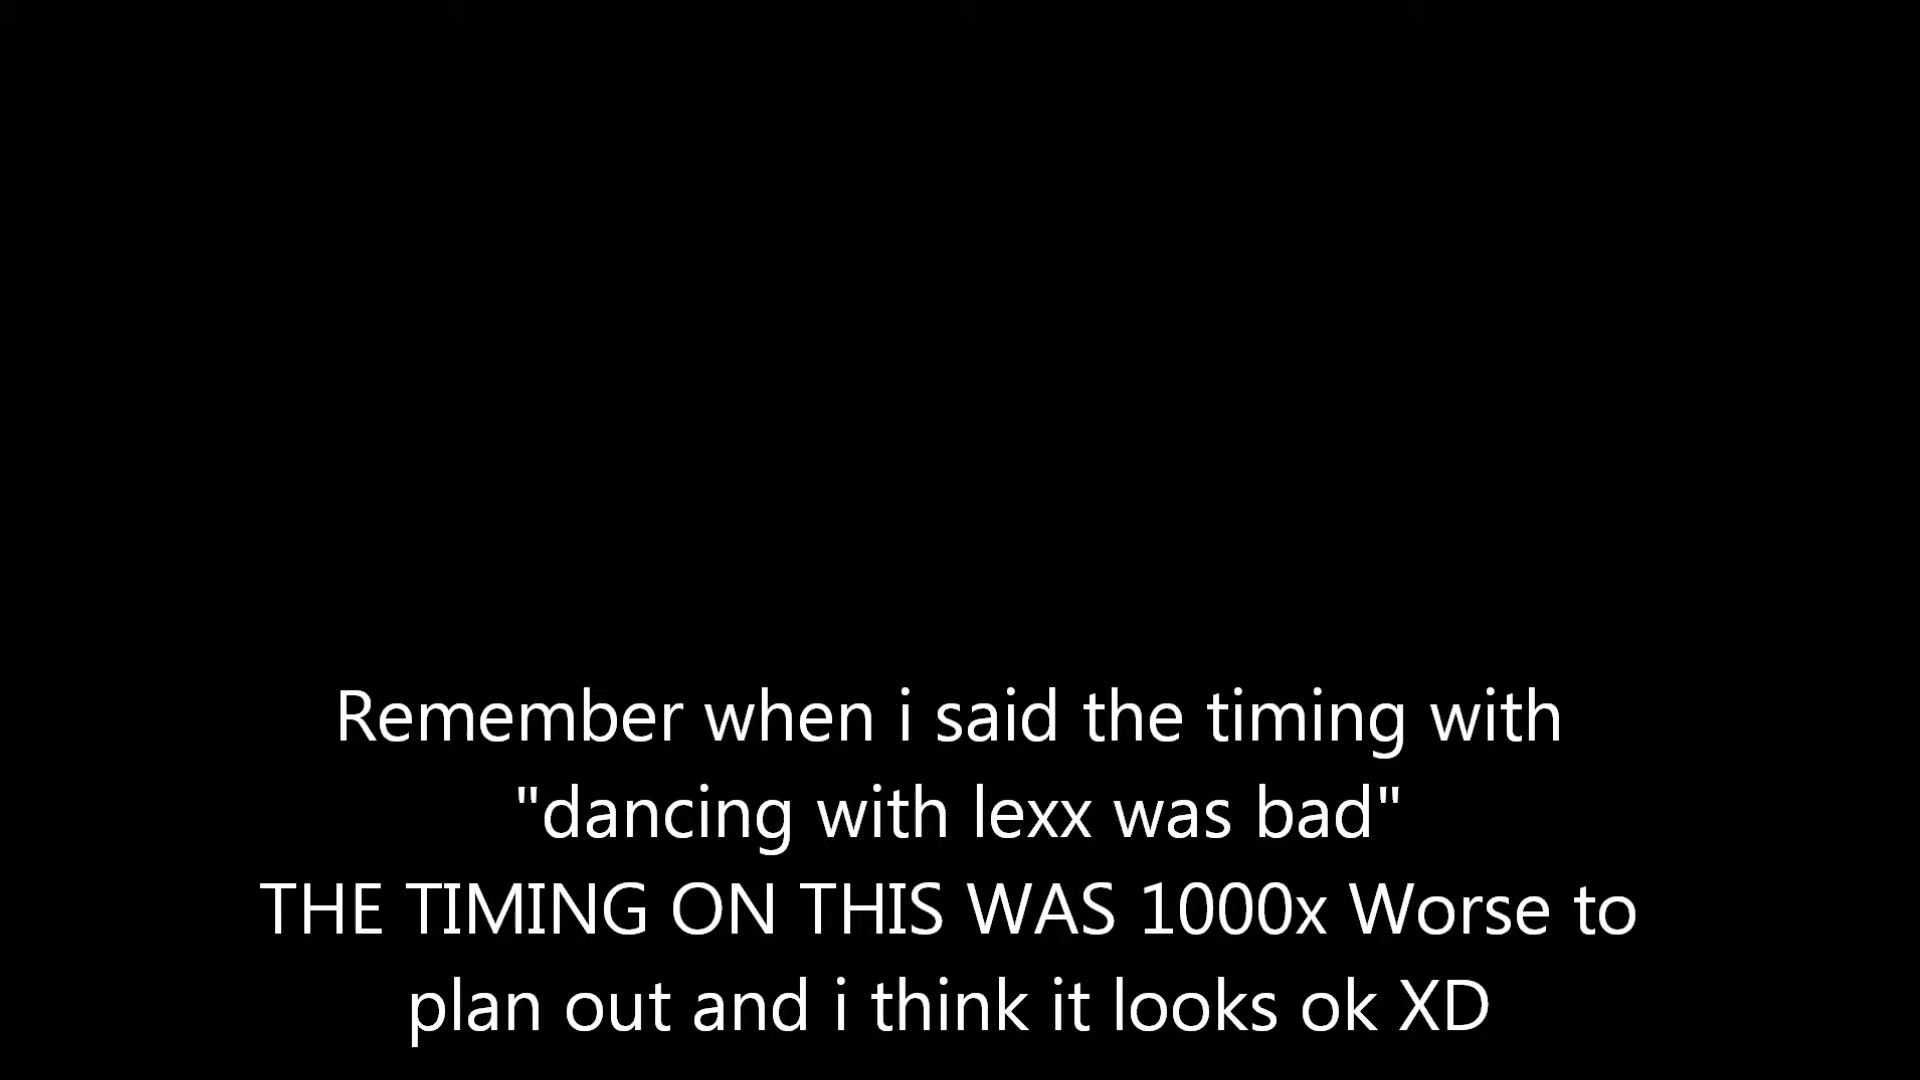 Remember when i said the timing with
"dancing with lexx was bad"
THE TIMING ON THIS WAS 1000x Worse to
plan out and i think it looks ok XD